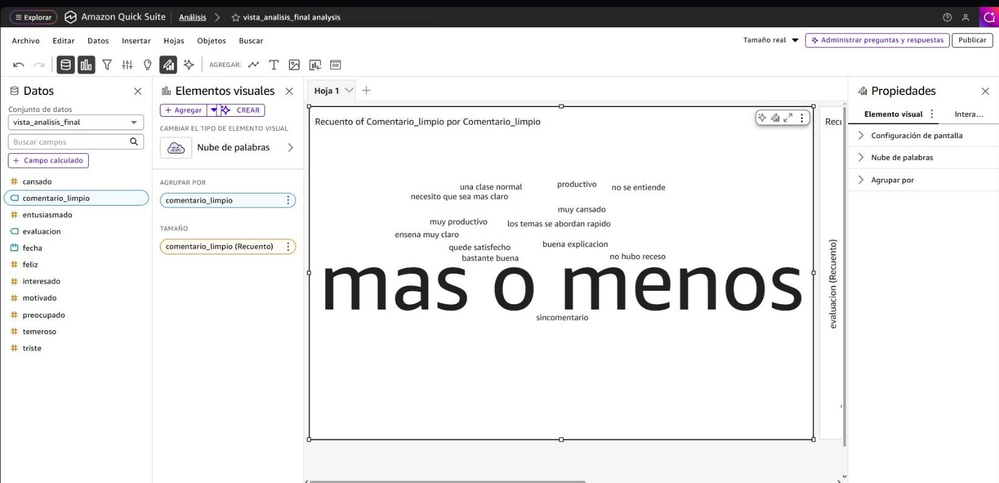 Explorar
Amazon Quick Suite
Análisis
vista_analisis_final analysis
Archivo
Editar
Datos
Insertar
Hojas
Objetos
Buscar
Tamaño real
Administrar preguntas y respuestas
Publicar
AGREGAR:
Datos
Conjunto de datos
vista_analisis_final
Buscar campos
+ Campo calculado
cansado
comentario_limpio
entusiasmado
evaluacion
fecha
feliz
interesado
motivado
preocupado
temeroso
triste
Elementos visuales
+ Agregar
CREAR
CAMBIAR EL TIPO DE ELEMENTO VISUAL
Nube de palabras
AGRUPAR POR
comentario_limpio
TAMAÑO
comentario_limpio (Recuento)
Hoja 1
Recuento of Comentario_limpio por Comentario_limpio
una clase normal
productivo
no se entiende
necesito que sea mas claro
muy cansado
muy productivo
los temas se abordan rapido
ensena muy claro
quede satisfecho
buena explicacion
bastante buena
no hubo receso
mas o menos
sincomentario
Recu
evaluacion (Recuento)
Propiedades
Elemento visual
Intera...
Configuración de pantalla
Nube de palabras
Agrupar por